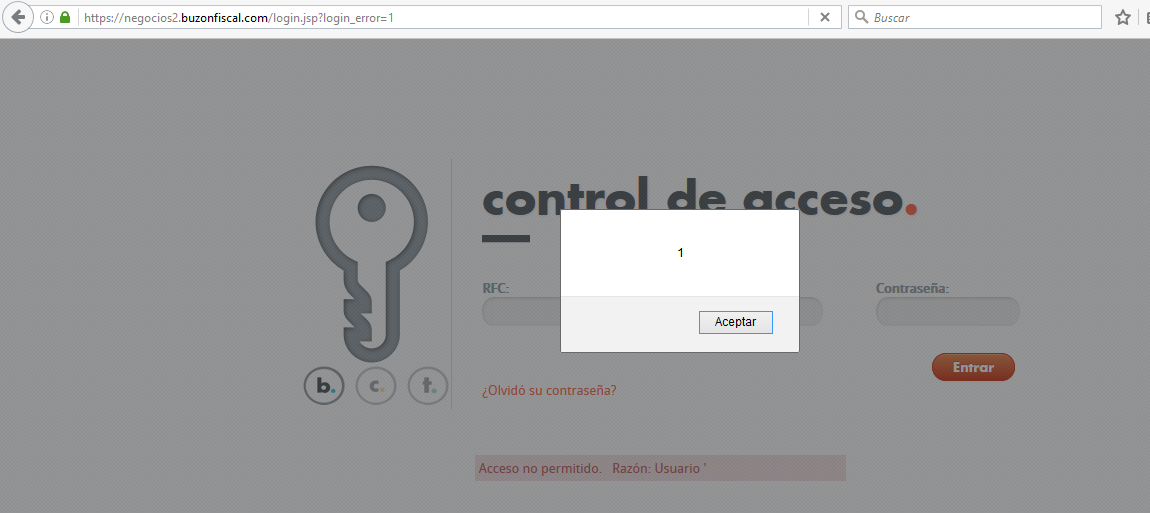 https://negocios2.buzonfiscal.com/login.jsp?login_error=1
Buscar
control de acceso.
1
RFC:
Contraseña:
Aceptar
Entrar
b. c. t.
¿Olvidó su contraseña?
Acceso no permitido. Razón: Usuario '